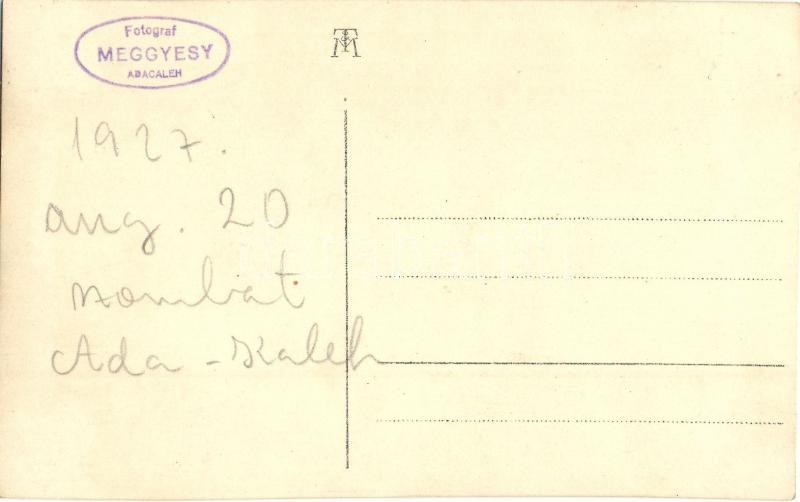 Fotograf
MEGGYESY
ADACALEH
1927.
aug. 20
szombat
Ada-Kaleh